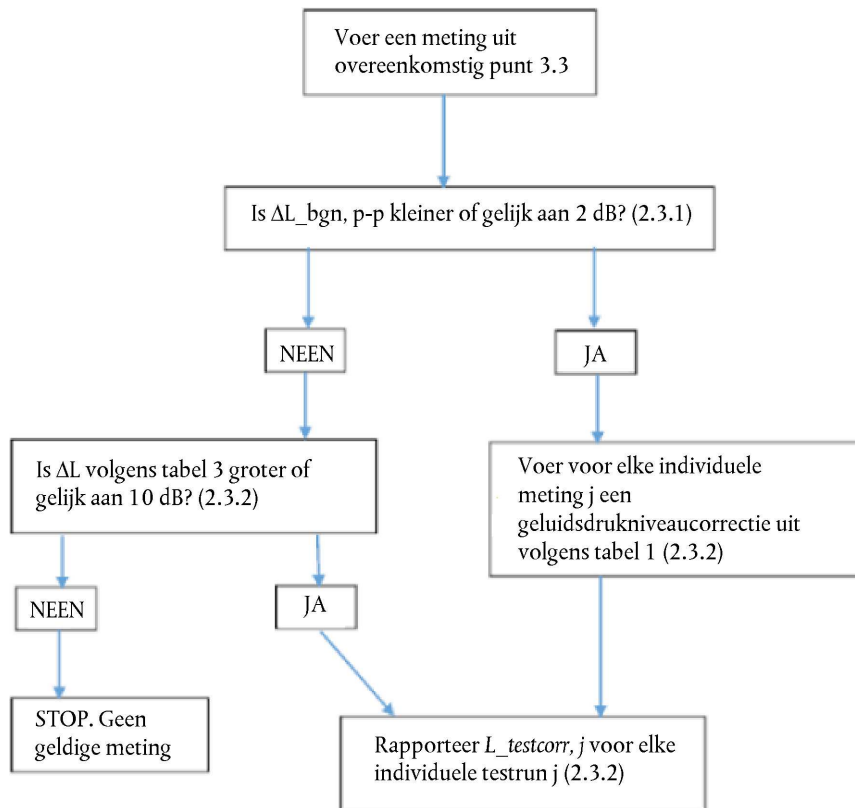 Voer een meting uit
overeenkomstig punt 3.3
Is ΔL_bgn, p-p kleiner of gelijk aan 2 dB? (2.3.1)
NEEN
JA
Is ΔL volgens tabel 3 groter of
gelijk aan 10 dB? (2.3.2)
Voer voor elke individuele
meting j een
geluidsdrukniveaucorrectie uit
volgens tabel 1 (2.3.2)
NEEN
JA
STOP. Geen
geldige meting
Rapporteer L_testcorr, j voor elke
individuele testrun j (2.3.2)